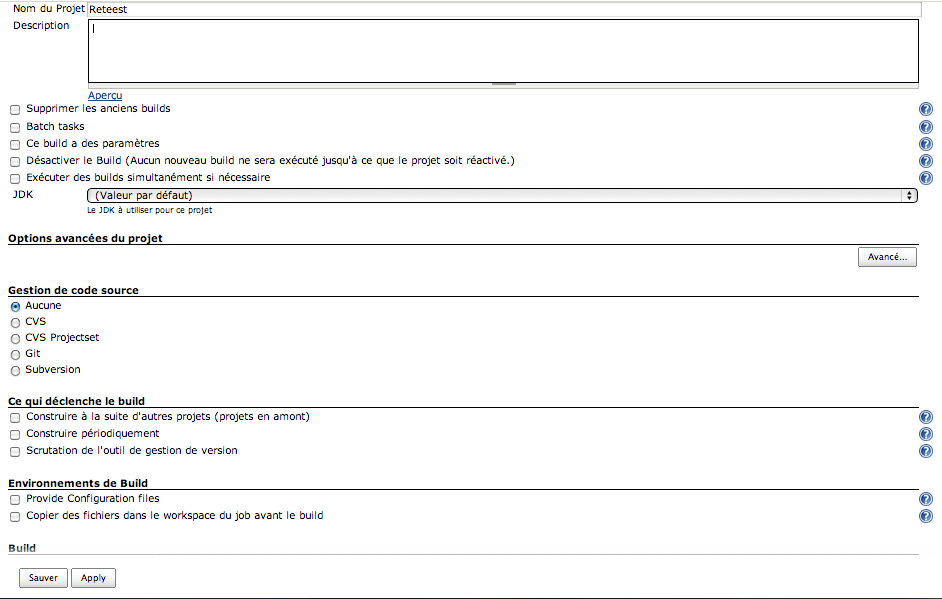 Nom du Projet Reteest
Description
Aperçu
Supprimer les anciens builds
Batch tasks
Ce build a des paramètres
Désactiver le Build (Aucun nouveau build ne sera exécuté jusqu'à ce que le projet soit réactivé.)
Exécuter des builds simultanément si nécessaire
JDK (Valeur par défaut)
Le JDK à utiliser pour ce projet
Options avancées du projet
Avancé...
Gestion de code source
Aucune
CVS
CVS Projectset
Git
Subversion
Ce qui déclenche le build
Construire à la suite d'autres projets (projets en amont)
Construire périodiquement
Scrutation de l'outil de gestion de version
Environnements de Build
Provide Configuration files
Copier des fichiers dans le workspace du job avant le build
Build
Sauver Apply